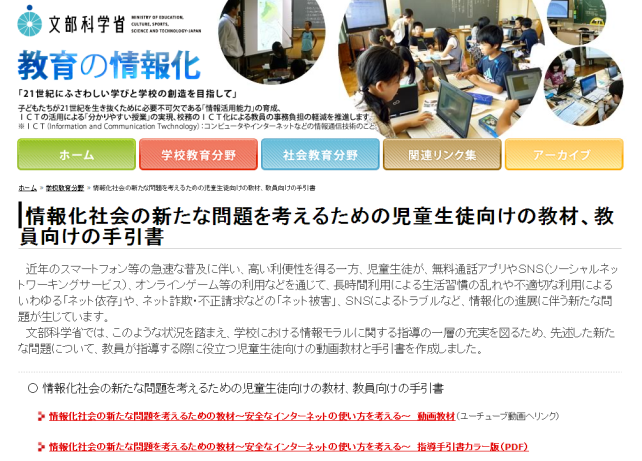 文部科学省 MINISTRY OF EDUCATION,
CULTURE, SPORTS,
SCIENCE AND TECHNOLOGY-JAPAN
教育の情報化
「21世紀にふさわしい学びと学校の創造を目指して」
子どもたちが21世紀を生き抜くために必要不可欠である「情報活用能力」の育成、
ICTの活用による「分かりやすい授業」の実現、校務のICT化による教員の事務負担の軽減を推進します。
※ICT(Information and Communication Twchnology):コンピュータやインターネットなどの情報通信技術のこと。
ホーム 学校教育分野 社会教育分野 関連リンク集 アーカイブ
ホーム » 学校教育分野 » 情報化社会の新たな問題を考えるための児童生徒向けの教材、教員向けの手引書
情報化社会の新たな問題を考えるための児童生徒向けの教材、教
員向けの手引書
近年のスマートフォン等の急速な普及に伴い、高い利便性を得る一方、児童生徒が、無料通話アプリやSNS(ソーシャルネッ
トワーキングサービス)、オンラインゲーム等の利用などを通じて、長時間利用による生活習慣の乱れや不適切な利用による
いわゆる「ネット依存」や、ネット詐欺・不正請求などの「ネット被害」、SNSによるトラブルなど、情報化の進展に伴う新たな問
題が生じています。
文部科学省では、このような状況を踏まえ、学校における情報モラルに関する指導の一層の充実を図るため、先述した新た
な問題について、教員が指導する際に役立つ児童生徒向けの動画教材と手引書を作成しました。
○ 情報化社会の新たな問題を考えるための児童生徒向けの教材、教員向けの手引書
情報化社会の新たな問題を考えるための教材~安全なインターネットの使い方を考える~ 動画教材(ユーチューブ動画へリンク)
情報化社会の新たな問題を考えるための教材~安全なインターネットの使い方を考える~ 指導手引書カラー版(PDF)